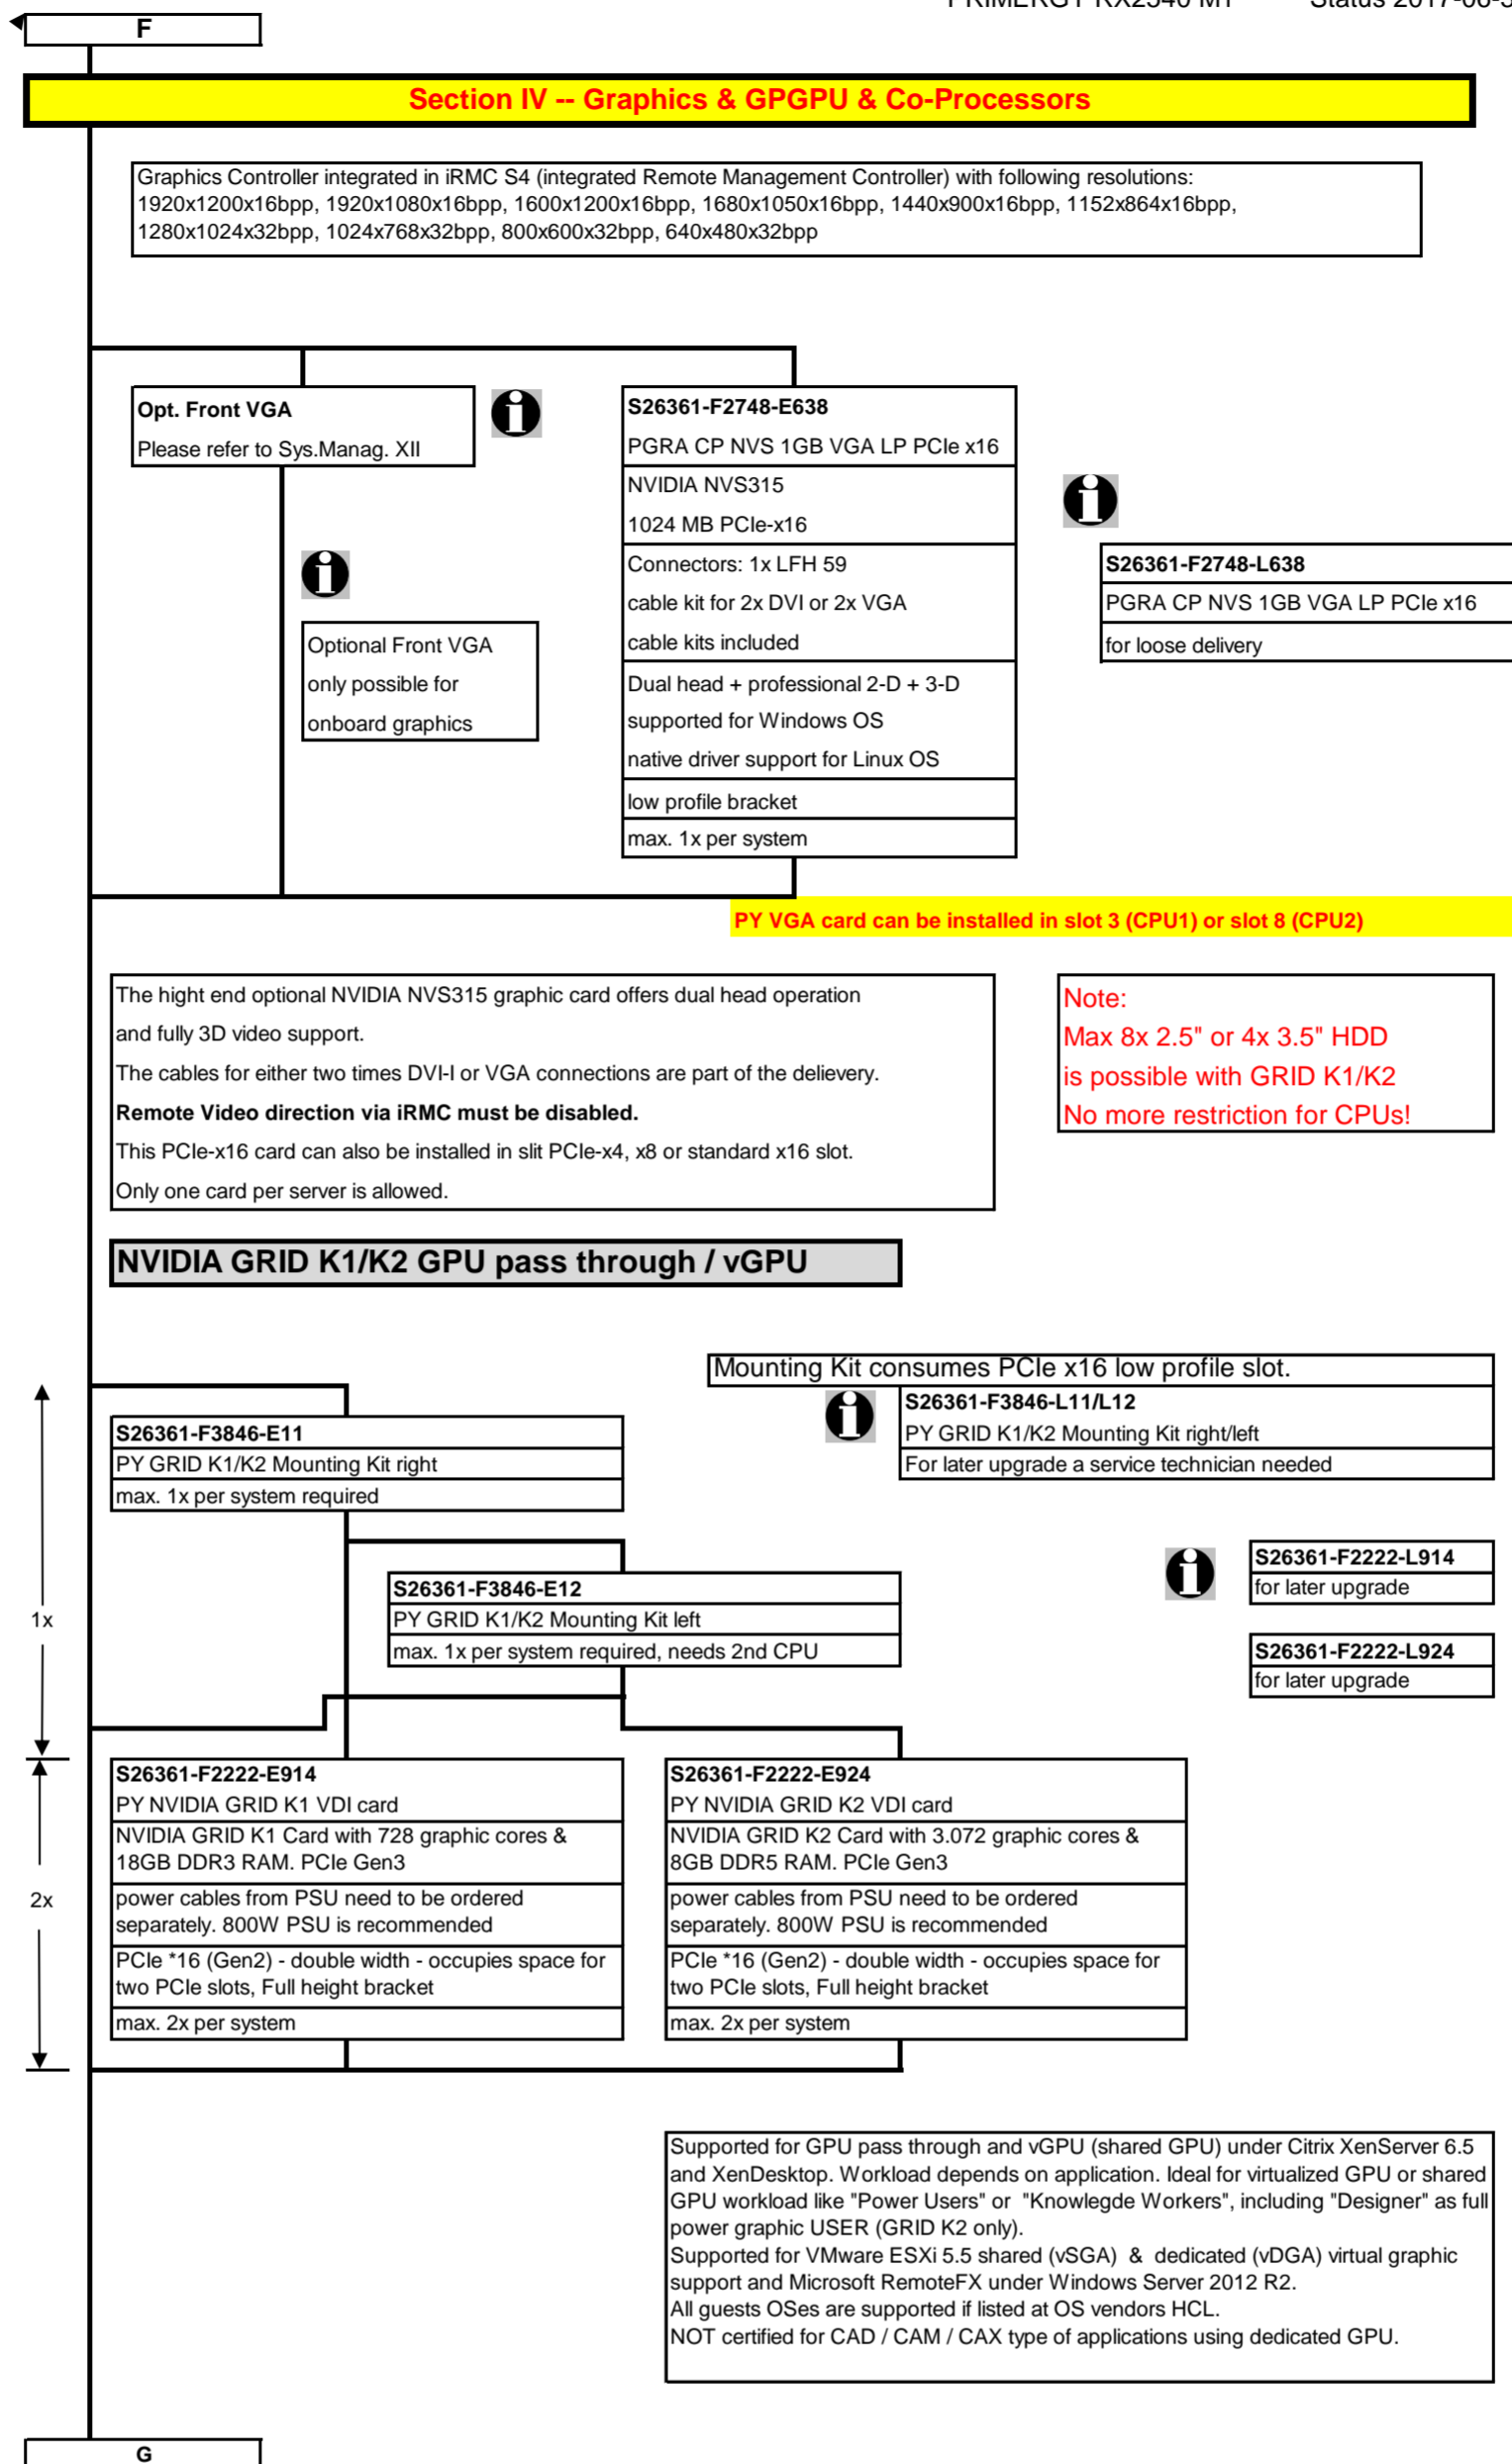 PRIMERGY RX2540 M1 Status 2017-06-
F
Section IV -- Graphics & GPGPU & Co-Processors
Graphics Controller integrated in iRMC S4 (integrated Remote Management Controller) with following resolutions:
1920x1200x16bpp, 1920x1080x16bpp, 1600x1200x16bpp, 1680x1050x16bpp, 1440x900x16bpp, 1152x864x16bpp,
1280x1024x32bpp, 1024x768x32bpp, 800x600x32bpp, 640x480x32bpp
Opt. Front VGA
Please refer to Sys.Manag. XII
Optional Front VGA
only possible for
onboard graphics
S26361-F2748-E638
PGRA CP NVS 1GB VGA LP PCIe x16
NVIDIA NVS315
1024 MB PCIe-x16
Connectors: 1x LFH 59
cable kit for 2x DVI or 2x VGA
cable kits included
Dual head + professional 2-D + 3-D
supported for Windows OS
native driver support for Linux OS
low profile bracket
max. 1x per system
S26361-F2748-L638
PGRA CP NVS 1GB VGA LP PCIe x16
for loose delivery
PY VGA card can be installed in slot 3 (CPU1) or slot 8 (CPU2)
The hight end optional NVIDIA NVS315 graphic card offers dual head operation
and fully 3D video support.
The cables for either two times DVI-I or VGA connections are part of the delievery.
Remote Video direction via iRMC must be disabled.
This PCIe-x16 card can also be installed in slit PCIe-x4, x8 or standard x16 slot.
Only one card per server is allowed.
Note:
Max 8x 2.5" or 4x 3.5" HDD
is possible with GRID K1/K2
No more restriction for CPUs!
NVIDIA GRID K1/K2 GPU pass through / vGPU
Mounting Kit consumes PCIe x16 low profile slot.
S26361-F3846-L11/L12
PY GRID K1/K2 Mounting Kit right/left
For later upgrade a service technician needed
S26361-F3846-E11
PY GRID K1/K2 Mounting Kit right
max. 1x per system required
S26361-F3846-E12
PY GRID K1/K2 Mounting Kit left
max. 1x per system required, needs 2nd CPU
S26361-F2222-L914
for later upgrade
S26361-F2222-L924
for later upgrade
1x
S26361-F2222-E914
PY NVIDIA GRID K1 VDI card
NVIDIA GRID K1 Card with 728 graphic cores &
18GB DDR3 RAM. PCIe Gen3
power cables from PSU need to be ordered
separately. 800W PSU is recommended
PCIe *16 (Gen2) - double width - occupies space for
two PCIe slots, Full height bracket
max. 2x per system
S26361-F2222-E924
PY NVIDIA GRID K2 VDI card
NVIDIA GRID K2 Card with 3.072 graphic cores &
8GB DDR5 RAM. PCIe Gen3
power cables from PSU need to be ordered
separately. 800W PSU is recommended
PCIe *16 (Gen2) - double width - occupies space for
two PCIe slots, Full height bracket
max. 2x per system
2x
Supported for GPU pass through and vGPU (shared GPU) under Citrix XenServer 6.5
and XenDesktop. Workload depends on application. Ideal for virtualized GPU or shared
GPU workload like "Power Users" or "Knowlegde Workers", including "Designer" as full
power graphic USER (GRID K2 only).
Supported for VMware ESXi 5.5 shared (vSGA) & dedicated (vDGA) virtual graphic
support and Microsoft RemoteFX under Windows Server 2012 R2.
All guests OSes are supported if listed at OS vendors HCL.
NOT certified for CAD / CAM / CAX type of applications using dedicated GPU.
G